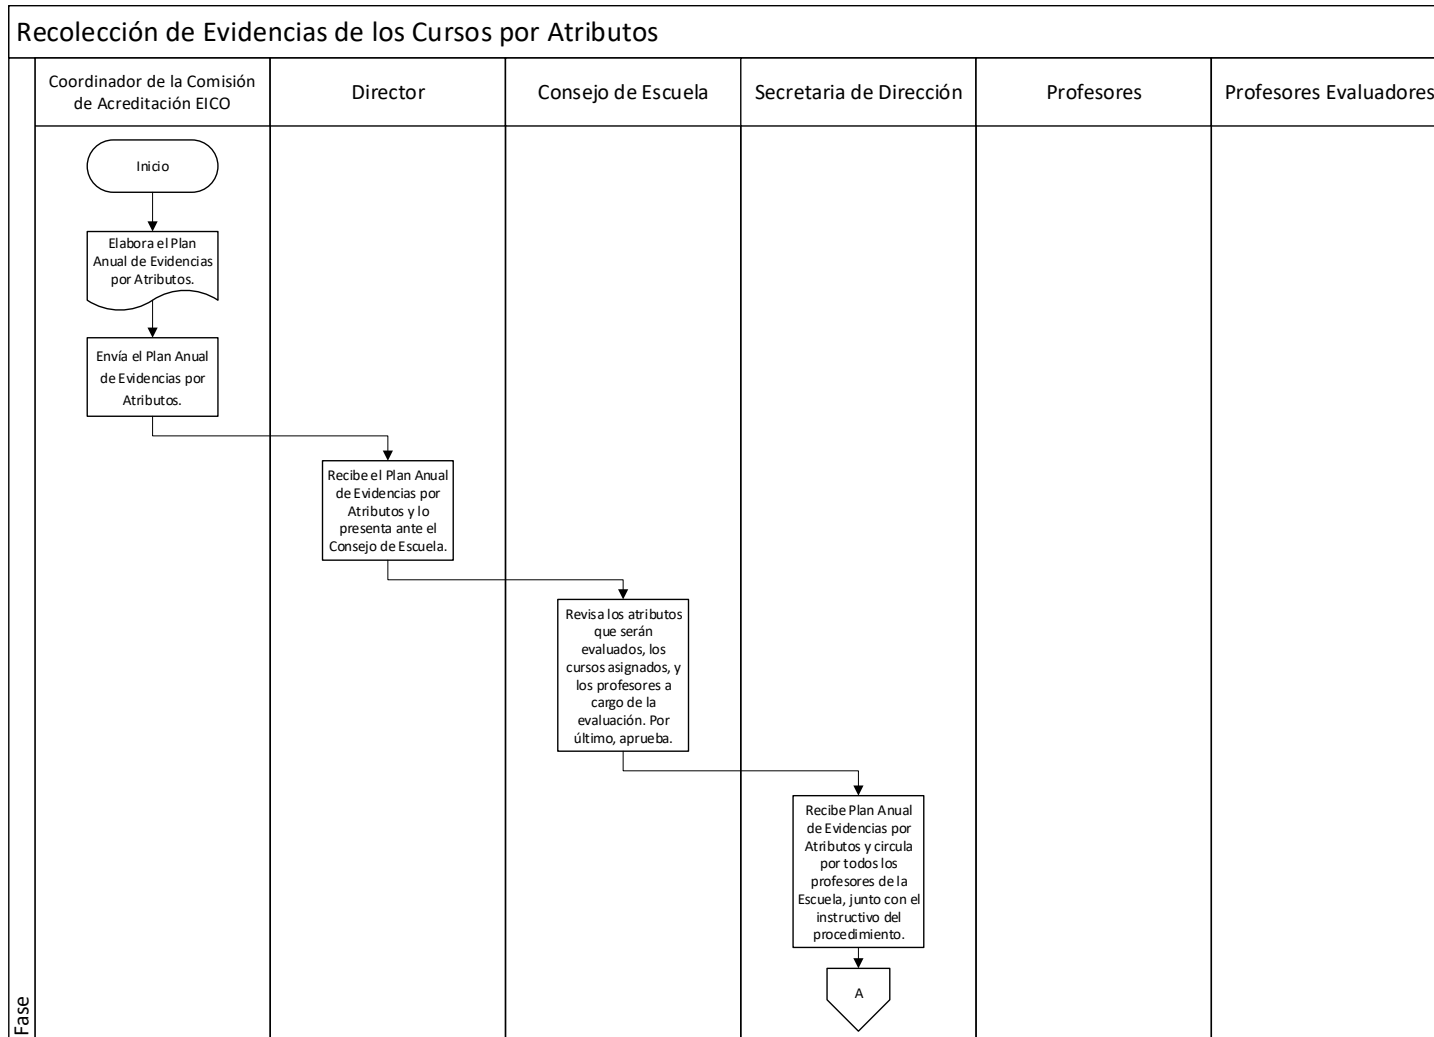 Recolección de Evidencias de los Cursos por Atributos
Coordinador de la Comisión
de Acreditación EICO
Director
Consejo de Escuela
Secretaria de Dirección
Profesores
Profesores Evaluadores
Inicio
Elabora el Plan
Anual de Evidencias
por Atributos.
Envía el Plan Anual
de Evidencias por
Atributos.
Recibe el Plan Anual
de Evidencias por
Atributos y lo
presenta ante el
Consejo de Escuela.
Revisa los atributos
que serán
evaluados, los
cursos asignados, y
los profesores a
cargo de la
evaluación. Por
último, aprueba.
Recibe Plan Anual
de Evidencias por
Atributos y circula
por todos los
profesores de la
Escuela, junto con el
instructivo del
procedimiento.
A
Fase